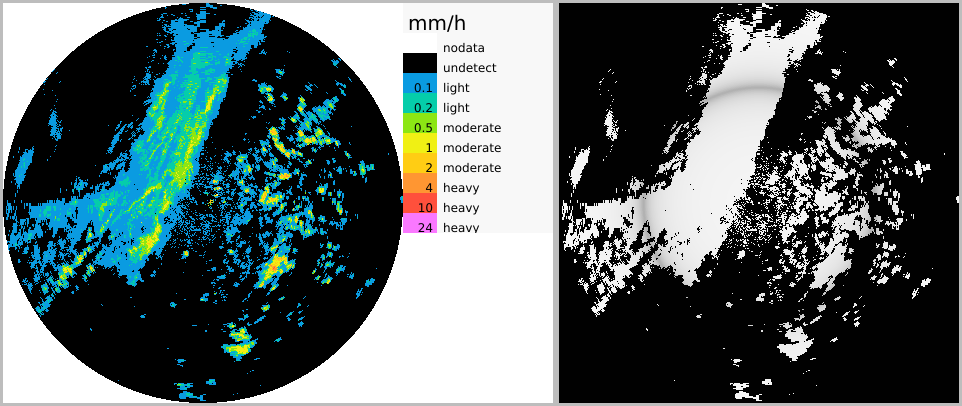 mm/h
nodata
undetect
0.1 light
0.2 light
0.5 moderate
1 moderate
2 moderate
4 heavy
10 heavy
24 heavy